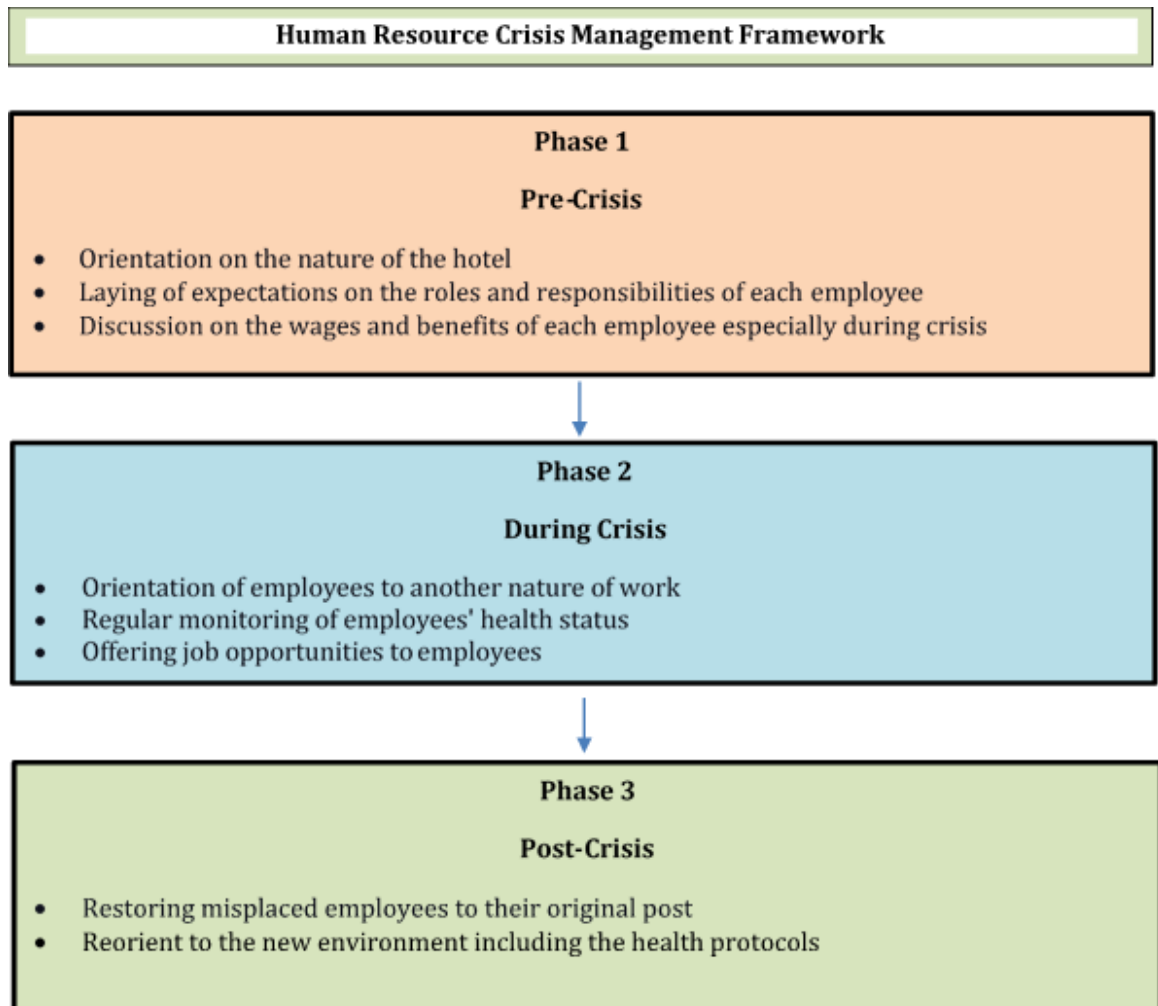 Human Resource Crisis Management Framework
Phase 1
Pre-Crisis
• Orientation on the nature of the hotel
• Laying of expectations on the roles and responsibilities of each employee
• Discussion on the wages and benefits of each employee especially during crisis
Phase 2
During Crisis
• Orientation of employees to another nature of work
• Regular monitoring of employees' health status
• Offering job opportunities to employees
Phase 3
Post-Crisis
• Restoring misplaced employees to their original post
• Reorient to the new environment including the health protocols